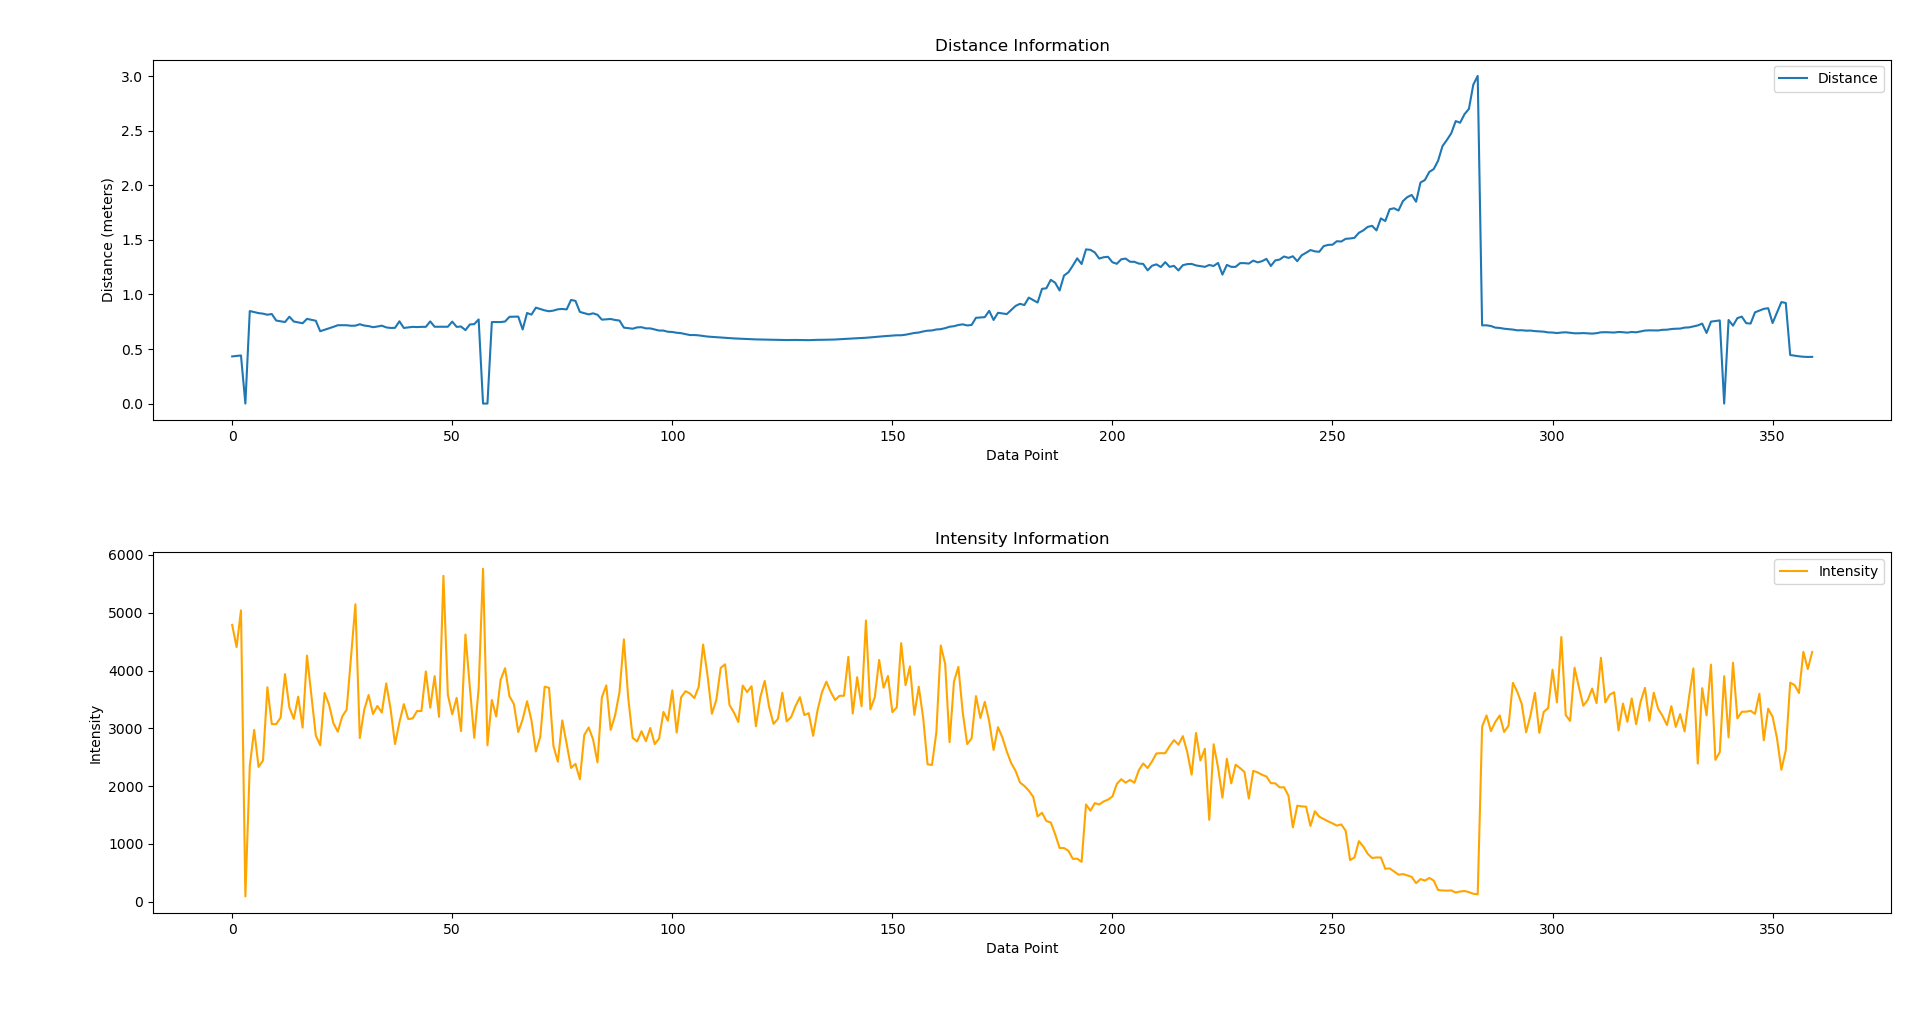 Distance Information
Distance
3.0
2.5
2.0
1.5
1.0
0.5
0.0
Distance (meters)
0 50 100 150 200 250 300 350
Data Point
Intensity Information
Intensity
6000
5000
4000
3000
2000
1000
0
Intensity
0 50 100 150 200 250 300 350
Data Point